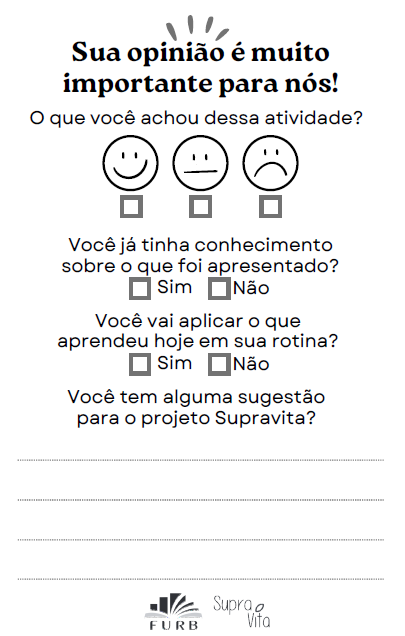 Sua opinião é muito
importante para nós!
O que você achou dessa atividade?
Você já tinha conhecimento
sobre o que foi apresentado?
Sim Não
Você vai aplicar o que
aprendeu hoje em sua rotina?
Sim Não
Você tem alguma sugestão
para o projeto Supravita?
FURB
Supra
Vita